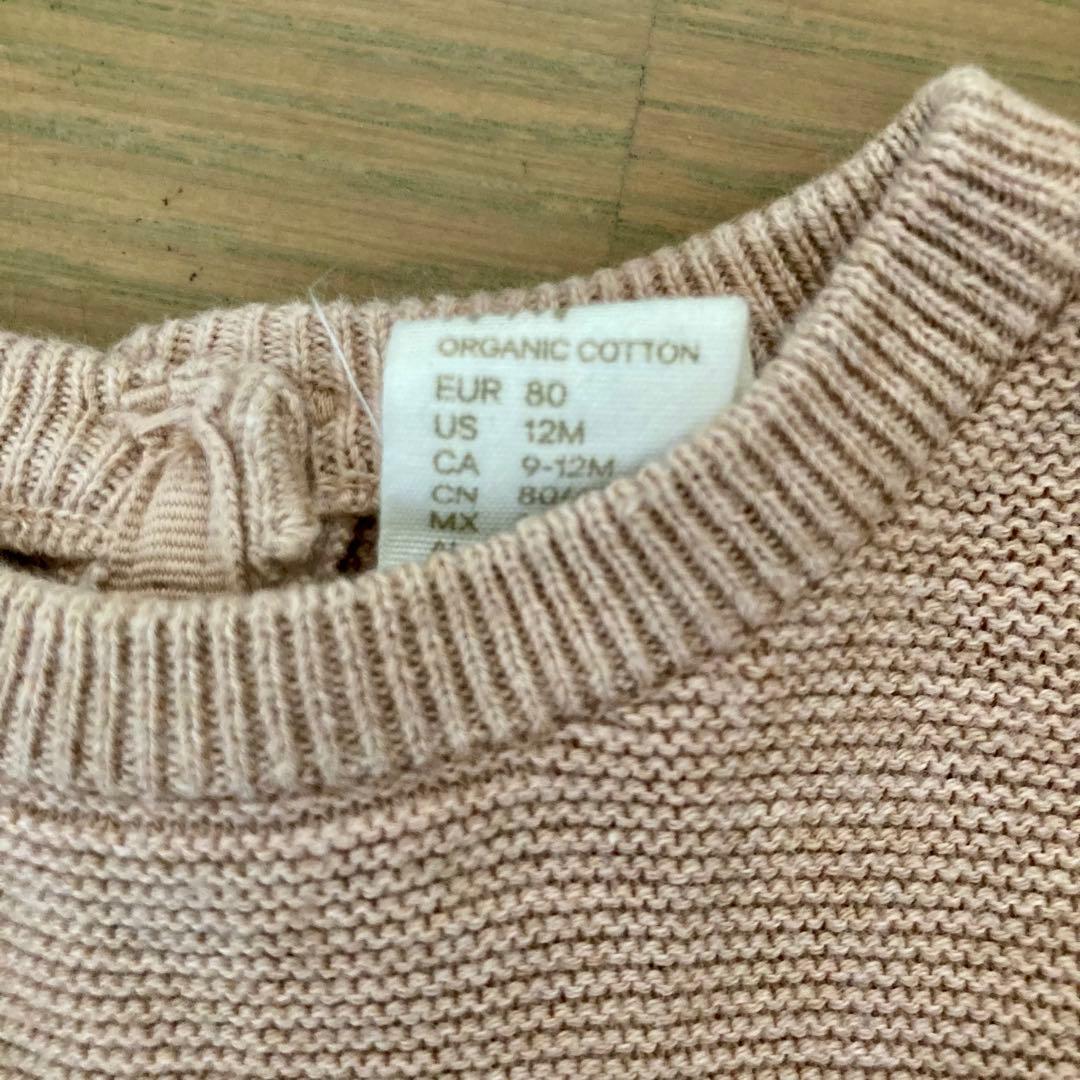 ORGANIC COTTON
EUR 80
US 12M
CA 9-12M
CN
MX